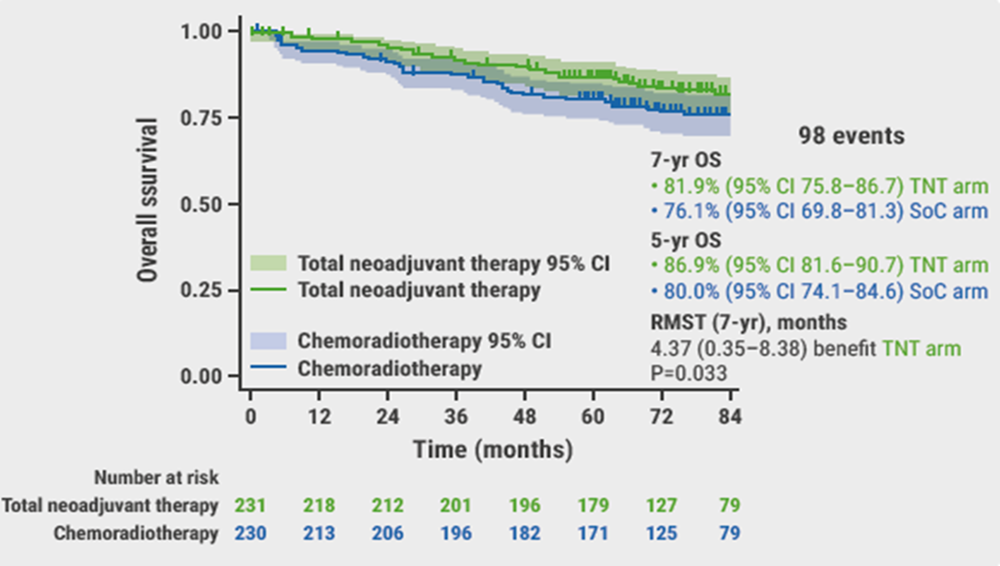 1.00
0.75
0.50
0.25
0.00
Overall ssurvival
98 events
7-yr OS
• 81.9% (95% CI 75.8–86.7) TNT arm
• 76.1% (95% CI 69.8–81.3) SoC arm
5-yr OS
• 86.9% (95% CI 81.6–90.7) TNT arm
• 80.0% (95% CI 74.1–84.6) SoC arm
RMST (7-yr), months
4.37 (0.35–8.38) benefit TNT arm
P=0.033
Total neoadjuvant therapy 95% CI
Total neoadjuvant therapy
Chemoradiotherapy 95% CI
Chemoradiotherapy
0 12 24 36 48 60 72 84
Time (months)
Number at risk
Total neoadjuvant therapy 231 218 212 201 196 179 127 79
Chemoradiotherapy 230 213 206 196 182 171 125 79